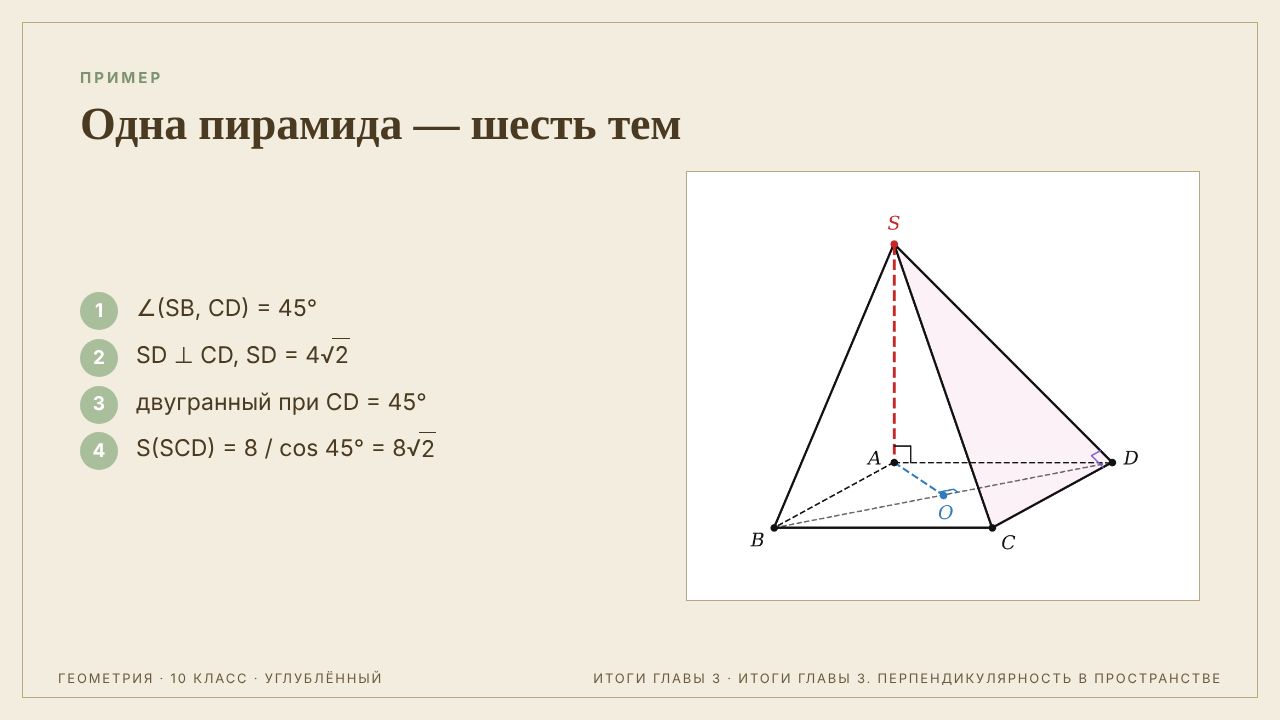 ПРИМЕР
Одна пирамида — шесть тем
1 ∠(SB, CD) = 45°
2 SD ⊥ CD, SD = 4√2
3 двугранный при CD = 45°
4 S(SCD) = 8 / cos 45° = 8√2
S
A
D
O
B
C
ГЕОМЕТРИЯ · 10 КЛАСС · УГЛУБЛЁННЫЙ
ИТОГИ ГЛАВЫ 3 · ИТОГИ ГЛАВЫ 3. ПЕРПЕНДИКУЛЯРНОСТЬ В ПРОСТРАНСТВЕ